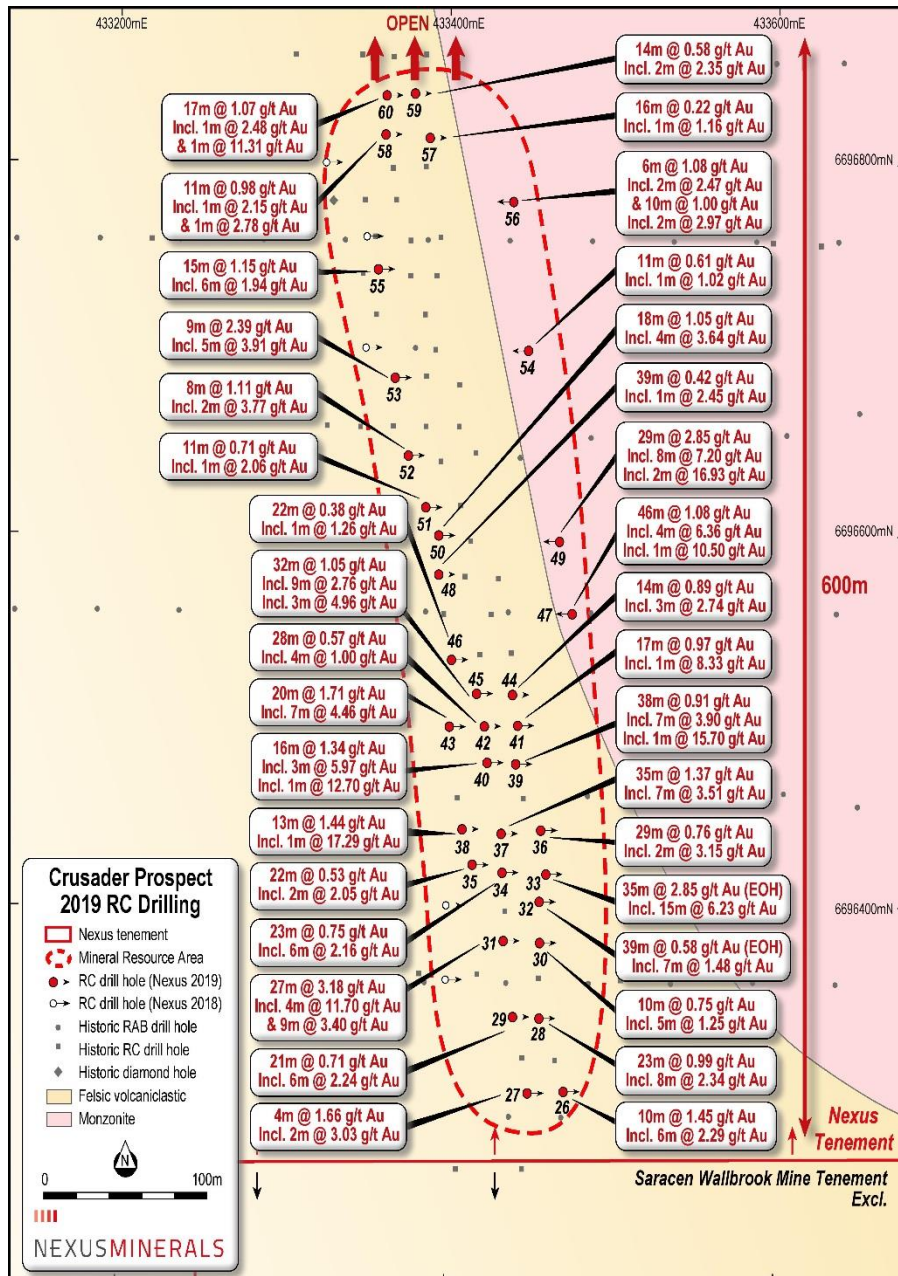 433200mE
433400mE
433600mE
OPEN
14m @ 0.58 g/t Au
Incl. 2m @ 2.35 g/t Au
17m @ 1.07 g/t Au
Incl. 1m @ 2.48 g/t Au
& 1m @ 11.31 g/t Au
60
59
16m @ 0.22 g/t Au
Incl. 1m @ 1.16 g/t Au
58
57
6696800mN
6m @ 1.08 g/t Au
Incl. 2m @ 2.47 g/t Au
& 10m @ 1.00 g/t Au
Incl. 2m @ 2.97 g/t Au
11m @ 0.98 g/t Au
Incl. 1m @ 2.15 g/t Au
& 1m @ 2.78 g/t Au
56
15m @ 1.15 g/t Au
Incl. 6m @ 1.94 g/t Au
55
11m @ 0.61 g/t Au
Incl. 1m @ 1.02 g/t Au
9m @ 2.39 g/t Au
Incl. 5m @ 3.91 g/t Au
18m @ 1.05 g/t Au
Incl. 4m @ 3.64 g/t Au
54
53
8m @ 1.11 g/t Au
Incl. 2m @ 3.77 g/t Au
39m @ 0.42 g/t Au
Incl. 1m @ 2.45 g/t Au
52
11m @ 0.71 g/t Au
Incl. 1m @ 2.06 g/t Au
29m @ 2.85 g/t Au
Incl. 8m @ 7.20 g/t Au
Incl. 2m @ 16.93 g/t Au
51
22m @ 0.38 g/t Au
Incl. 1m @ 1.26 g/t Au
50
49
6696600mN
46m @ 1.08 g/t Au
Incl. 4m @ 6.36 g/t Au
Incl. 1m @ 10.50 g/t Au
32m @ 1.05 g/t Au
Incl. 9m @ 2.76 g/t Au
Incl. 3m @ 4.96 g/t Au
48
600m
14m @ 0.89 g/t Au
Incl. 3m @ 2.74 g/t Au
47
28m @ 0.57 g/t Au
Incl. 4m @ 1.00 g/t Au
46
17m @ 0.97 g/t Au
Incl. 1m @ 8.33 g/t Au
45
44
20m @ 1.71 g/t Au
Incl. 7m @ 4.46 g/t Au
38m @ 0.91 g/t Au
Incl. 7m @ 3.90 g/t Au
Incl. 1m @ 15.70 g/t Au
43
42
41
16m @ 1.34 g/t Au
Incl. 3m @ 5.97 g/t Au
Incl. 1m @ 12.70 g/t Au
40
39
35m @ 1.37 g/t Au
Incl. 7m @ 3.51 g/t Au
13m @ 1.44 g/t Au
Incl. 1m @ 17.29 g/t Au
38
37
36
29m @ 0.76 g/t Au
Incl. 2m @ 3.15 g/t Au
22m @ 0.53 g/t Au
Incl. 2m @ 2.05 g/t Au
35
34
33
35m @ 2.85 g/t Au (EOH)
Incl. 15m @ 6.23 g/t Au
6696400mN
32
23m @ 0.75 g/t Au
Incl. 6m @ 2.16 g/t Au
39m @ 0.58 g/t Au (EOH)
Incl. 7m @ 1.48 g/t Au
31
30
27m @ 3.18 g/t Au
Incl. 4m @ 11.70 g/t Au
& 9m @ 3.40 g/t Au
10m @ 0.75 g/t Au
Incl. 5m @ 1.25 g/t Au
29
28
21m @ 0.71 g/t Au
Incl. 6m @ 2.24 g/t Au
23m @ 0.99 g/t Au
Incl. 8m @ 2.34 g/t Au
27
26
4m @ 1.66 g/t Au
Incl. 2m @ 3.03 g/t Au
10m @ 1.45 g/t Au
Incl. 6m @ 2.29 g/t Au
Nexus
Tenement
Saracen Wallbrook Mine Tenement
Excl.
Crusader Prospect
2019 RC Drilling
Nexus tenement
Mineral Resource Area
RC drill hole (Nexus 2019)
RC drill hole (Nexus 2018)
Historic RAB drill hole
Historic RC drill hole
Historic diamond hole
Felsic volcaniclastic
Monzonite
N
0
100m
NEXUSMINERALS